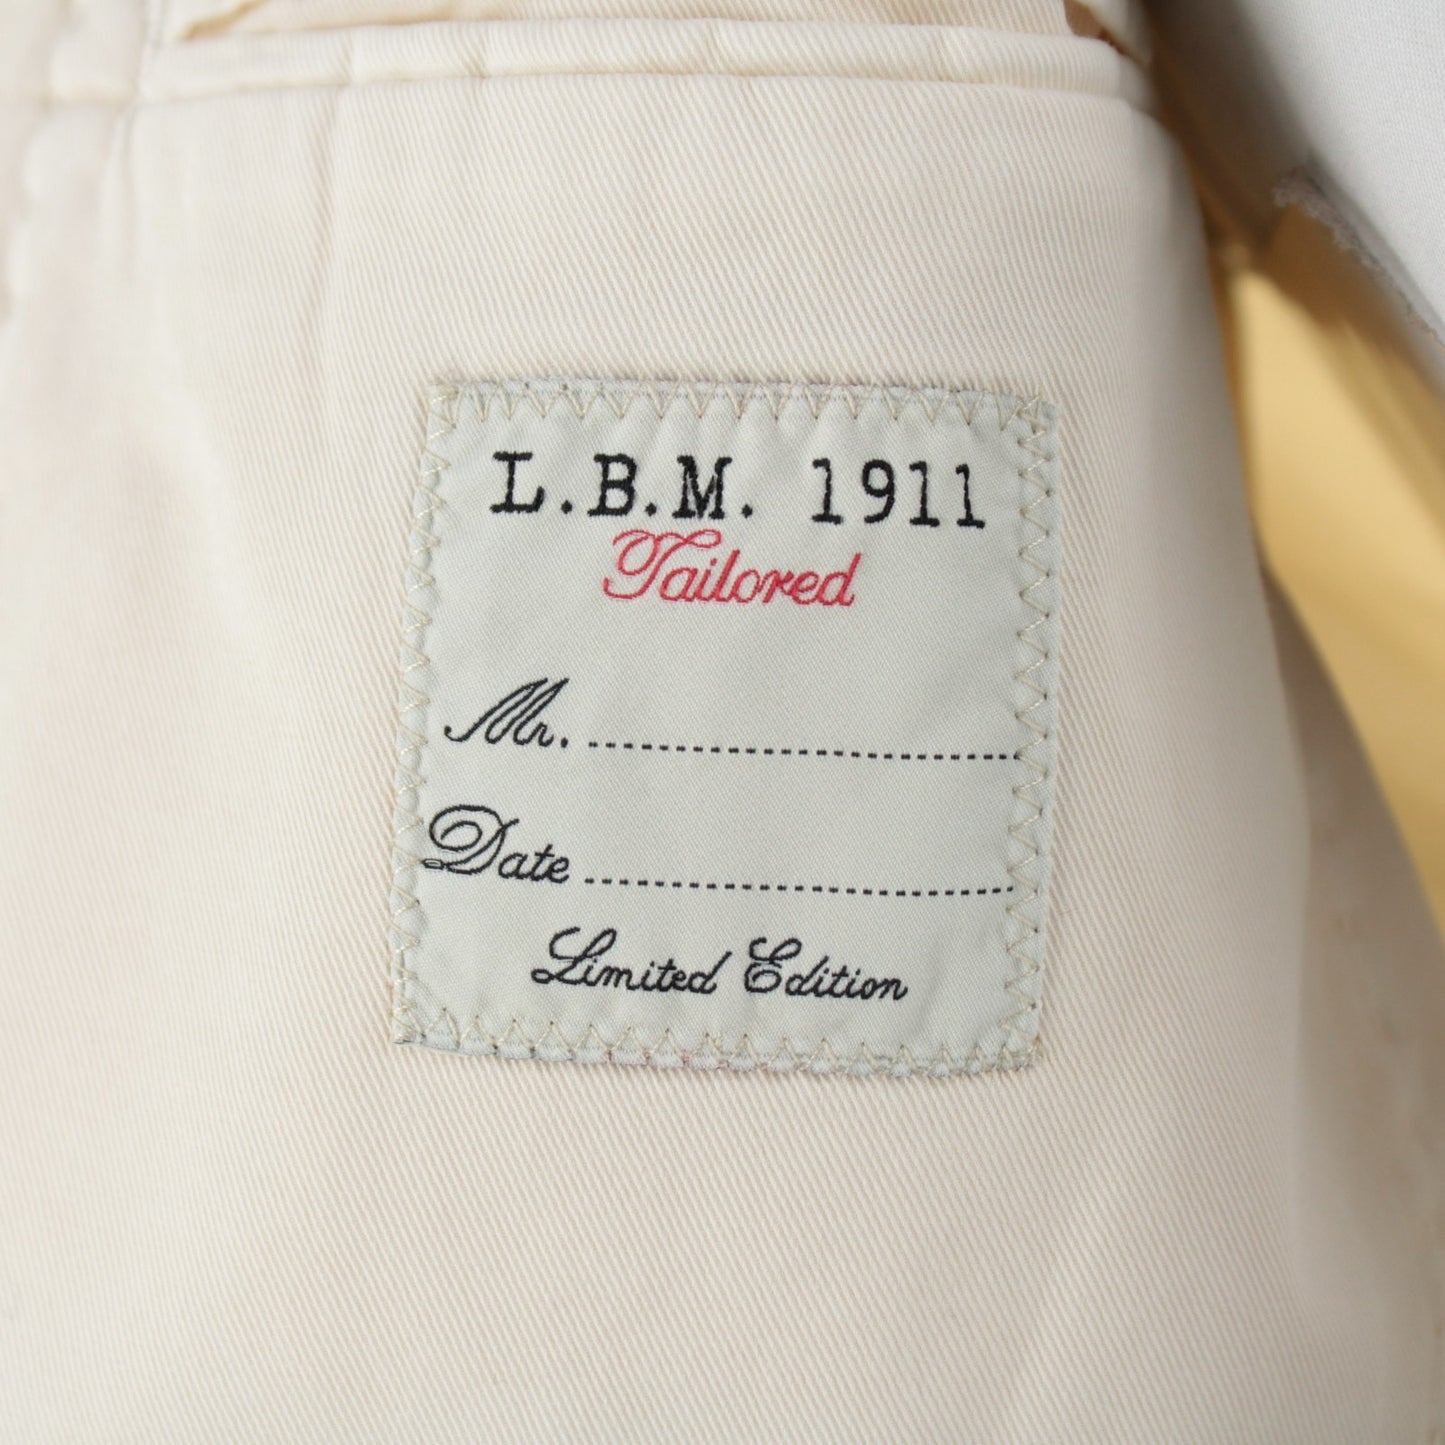 L.B.M. 1911
Tailored
Mr. ..............................
Date ..............................
Limited Edition